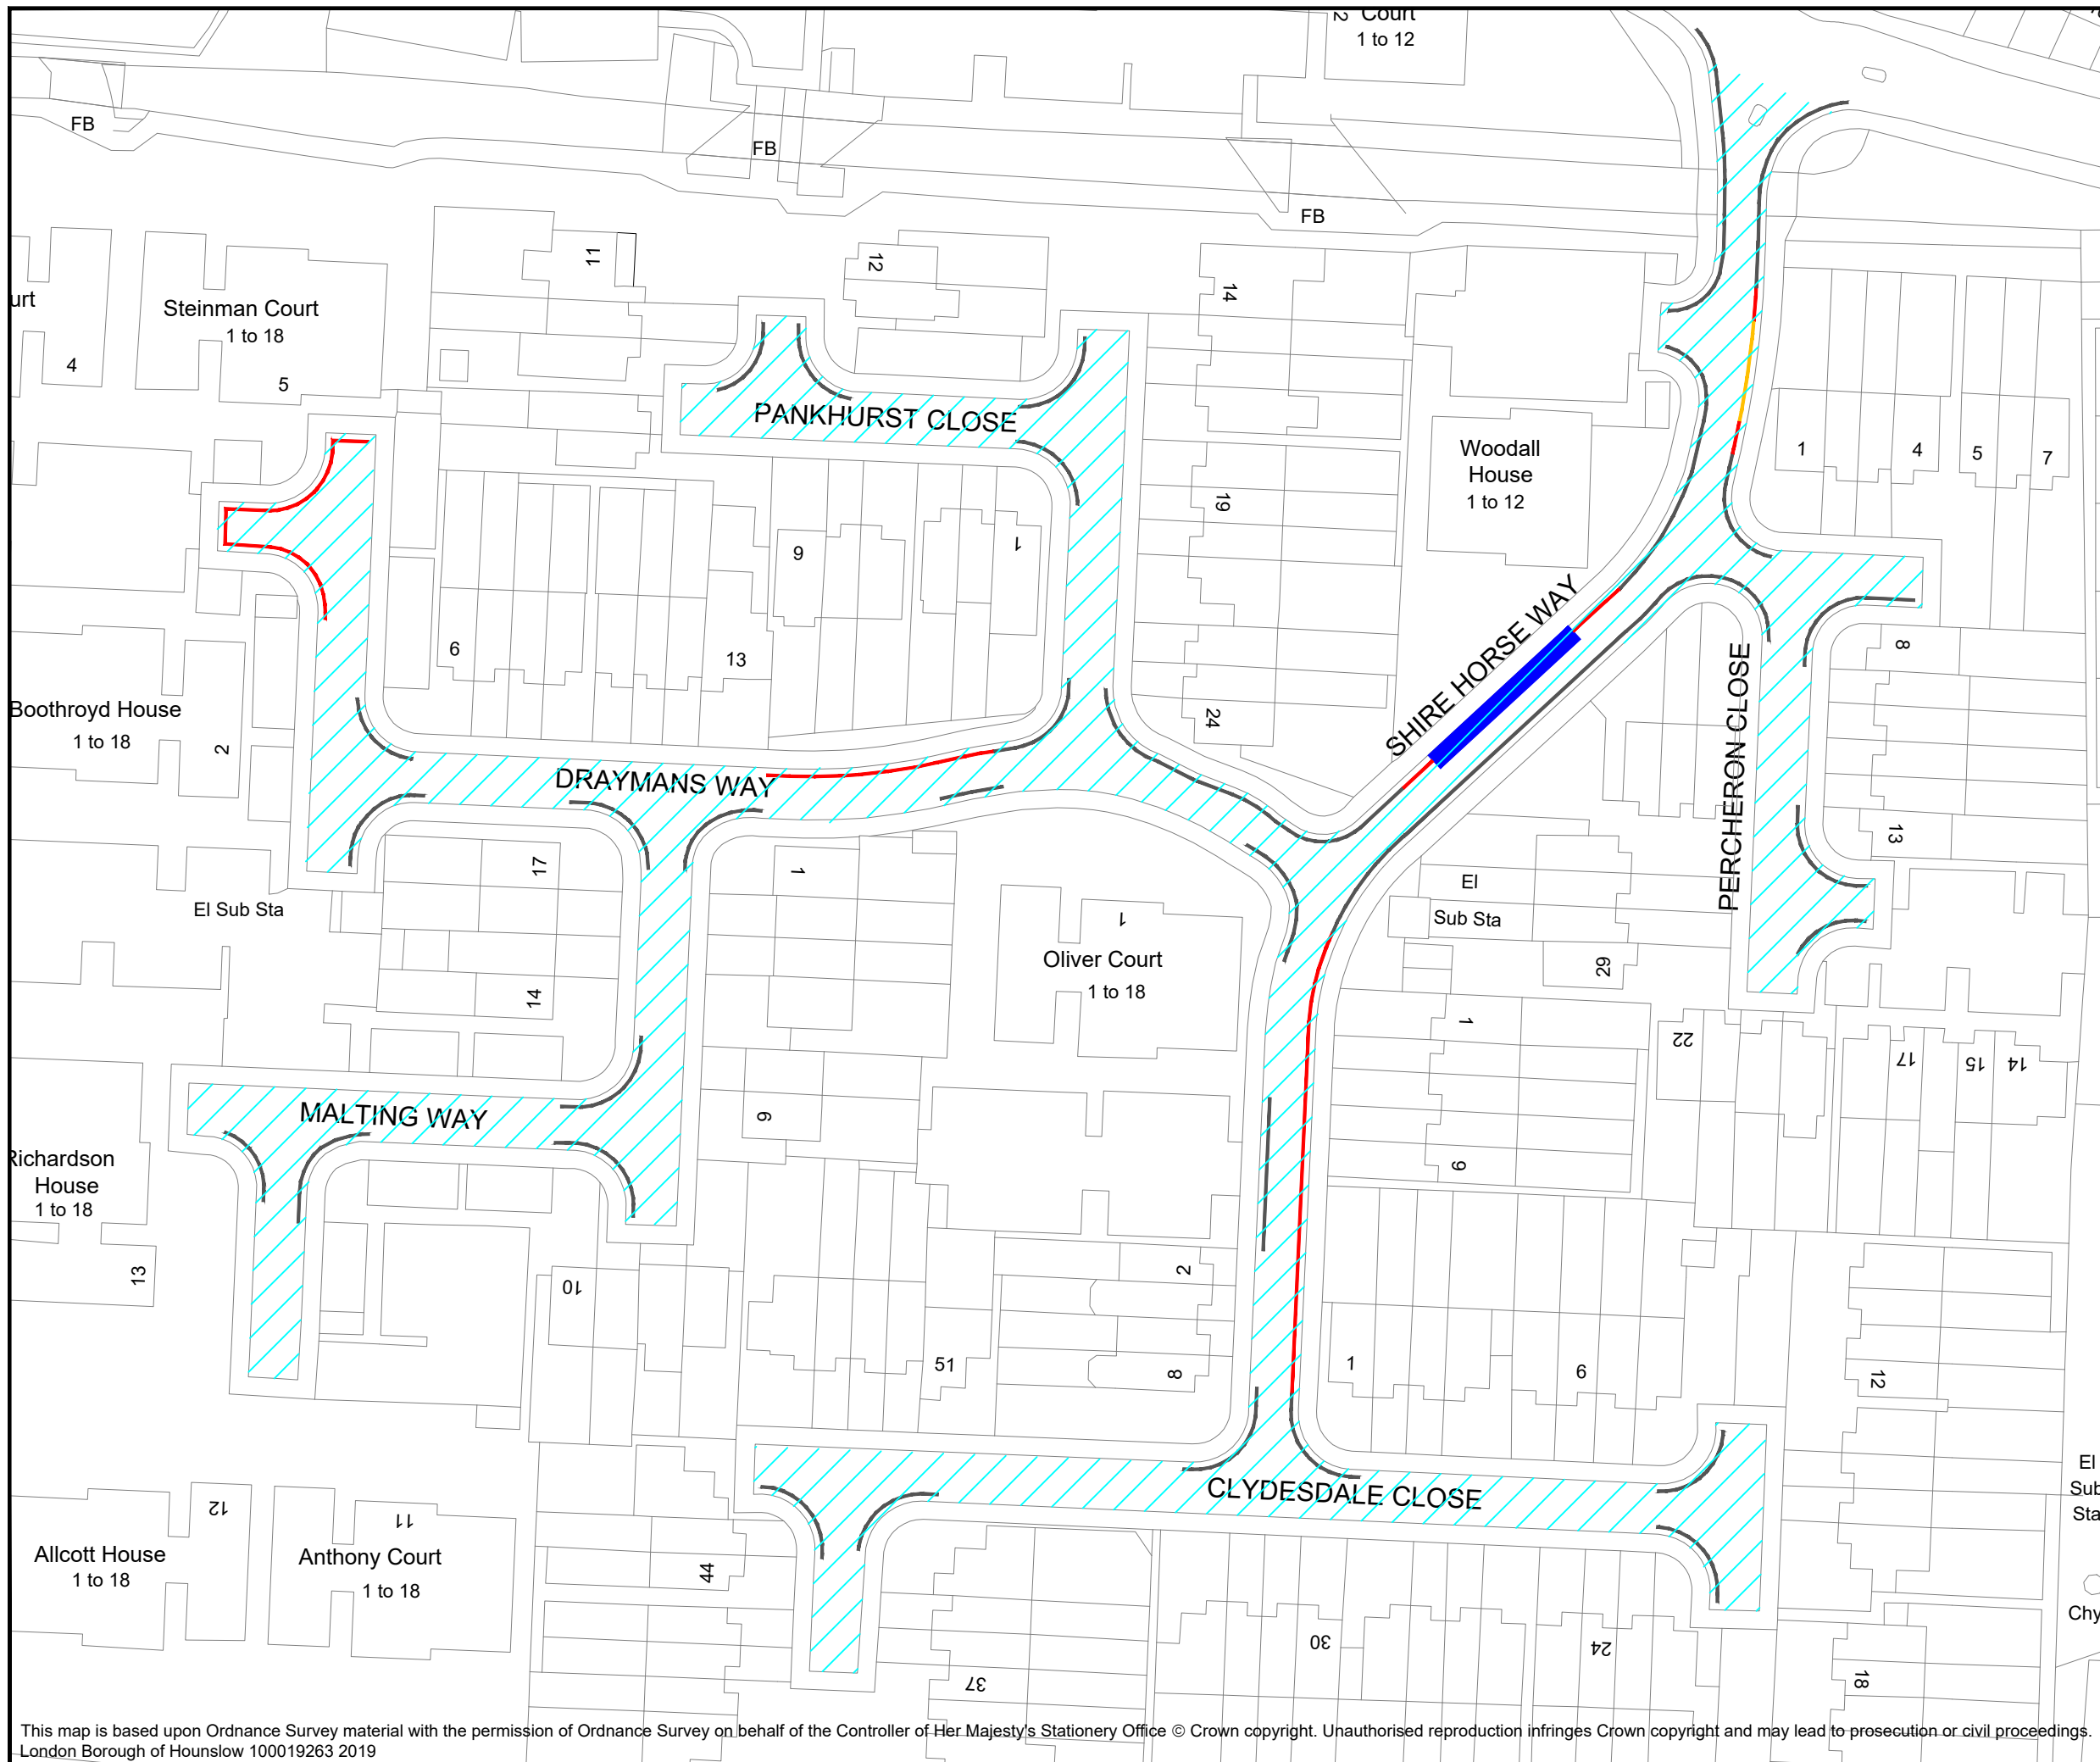 Court
1 to 12
2
FB
FB
FB
urt
4
Steinman Court
1 to 18
5
11
12
14
PANKHURST CLOSE
Woodall
House
1 to 12
1
4
5
7
19
9
1
6
13
SHIRE HORSE WAY
PERCHERON CLOSE
8
Boothroyd House
1 to 18
2
24
DRAYMANS WAY
13
17
1
El
Sub Sta
El Sub Sta
1
Oliver Court
1 to 18
29
14
1
22
17
15
14
MALTING WAY
6
Richardson
House
1 to 18
9
13
10
2
51
8
1
6
12
El
Sub
Sta
CLYDESDALE CLOSE
12
11
Allcott House
1 to 18
Anthony Court
1 to 18
44
30
24
Chy
37
18
This map is based upon Ordnance Survey material with the permission of Ordnance Survey on behalf of the Controller of Her Majesty's Stationery Office © Crown copyright. Unauthorised reproduction infringes Crown copyright and may lead to prosecution or civil proceedings.
London Borough of Hounslow 100019263 2019